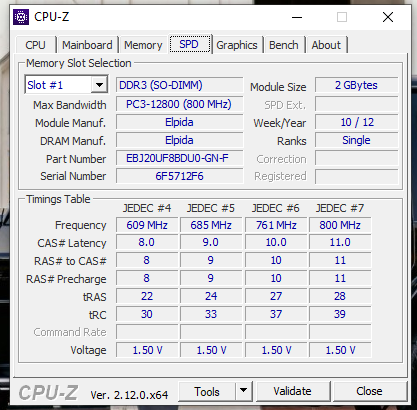 CPU-Z
CPU Mainboard Memory SPD Graphics Bench About
Memory Slot Selection
Slot #1 DDR3 (SO-DIMM) Module Size 2 GBytes
Max Bandwidth PC3-12800 (800 MHz) SPD Ext.
Module Manuf. Elpida Week/Year 10 / 12
DRAM Manuf. Elpida Ranks Single
Part Number EBJ20UF8BDU0-GN-F Correction
Serial Number 6F5712F6 Registered
Timings Table
JEDEC #4 JEDEC #5 JEDEC #6 JEDEC #7
Frequency 609 MHz 685 MHz 761 MHz 800 MHz
CAS# Latency 8.0 9.0 10.0 11.0
RAS# to CAS# 8 9 10 11
RAS# Precharge 8 9 10 11
tRAS 22 24 27 28
tRC 30 33 37 39
Command Rate
Voltage 1.50 V 1.50 V 1.50 V 1.50 V
CPU-Z Ver. 2.12.0.x64 Tools Validate Close